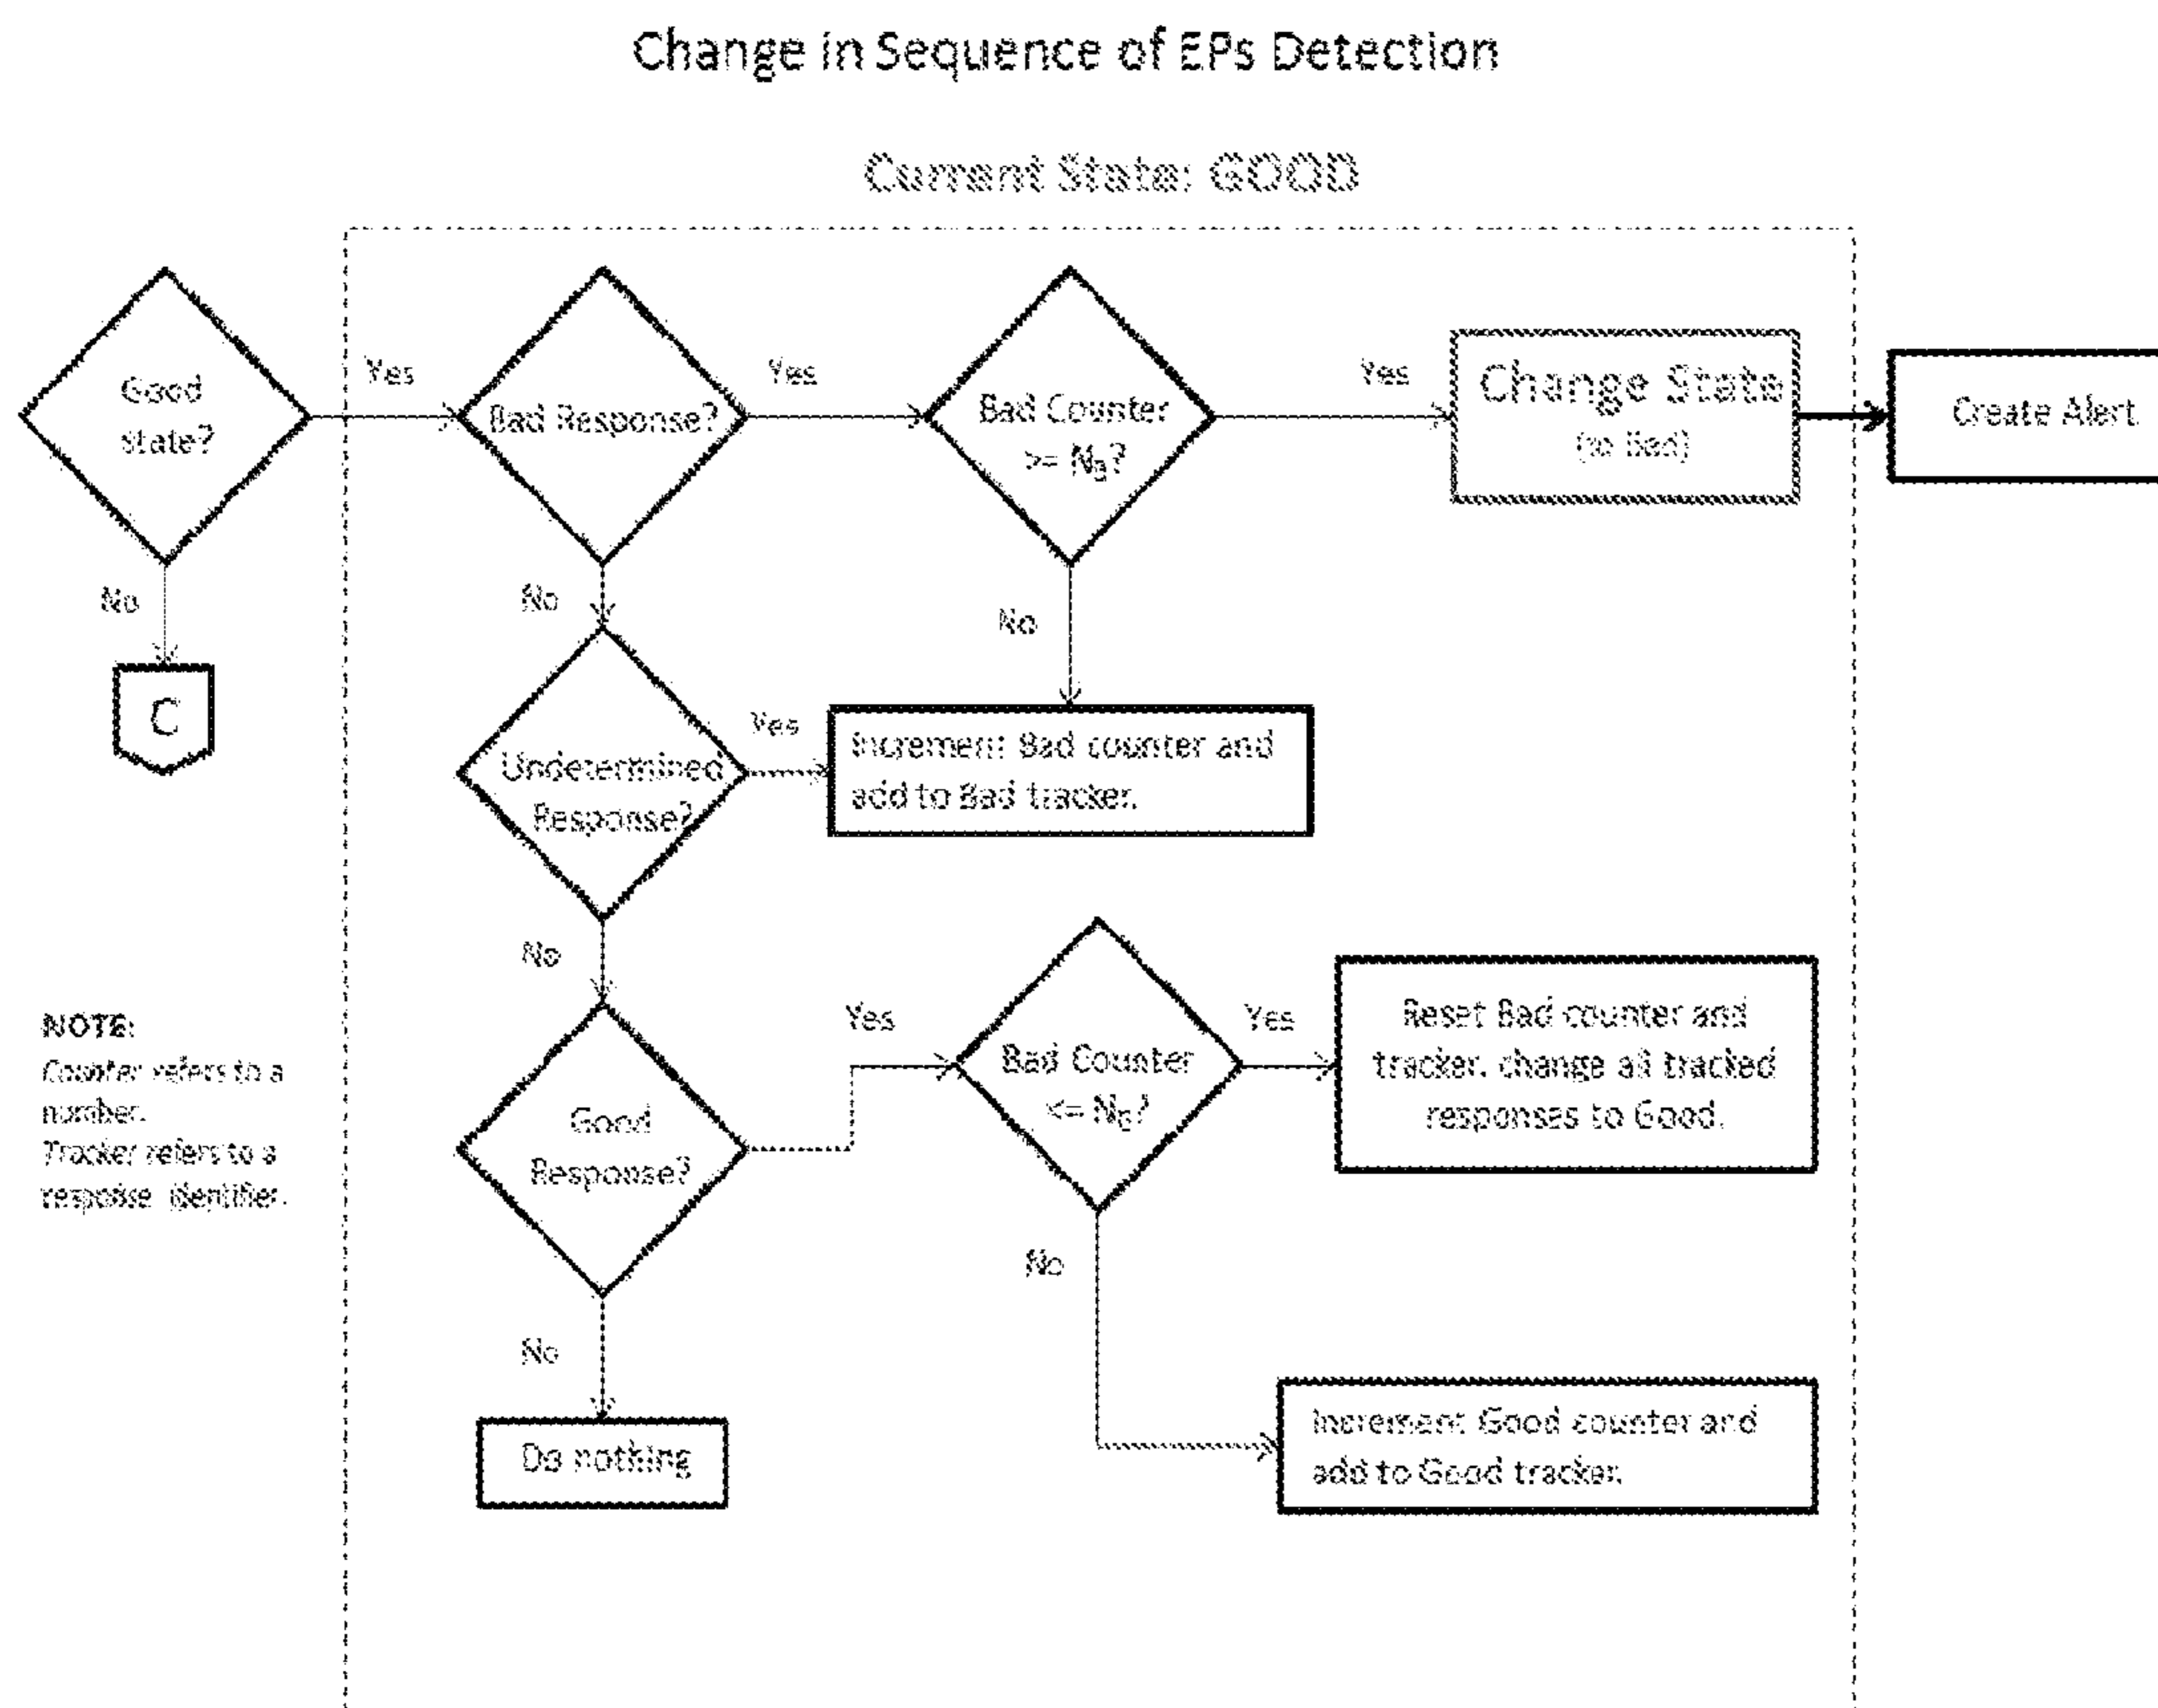 Change in Sequence of EPs Detection
Current State: GOOD
Good
state?
Yes
Bad Response?
Yes
Bad Counter
>= NB?
Yes
Change State
(to Bad)
Create Alert.
No
No
No
C
Undetermined
Response?
Yes
Increment Bad counter and
add to Bad tracker.
No
NOTE:
Counter refers to a
number.
Tracker refers to a
response identifier.
Good
Response?
Yes
Bad Counter
<= NG?
Yes
Reset Bad counter and
tracker. change all tracked
responses to Good.
No
No
Do nothing
Increment Good counter and
add to Good tracker.